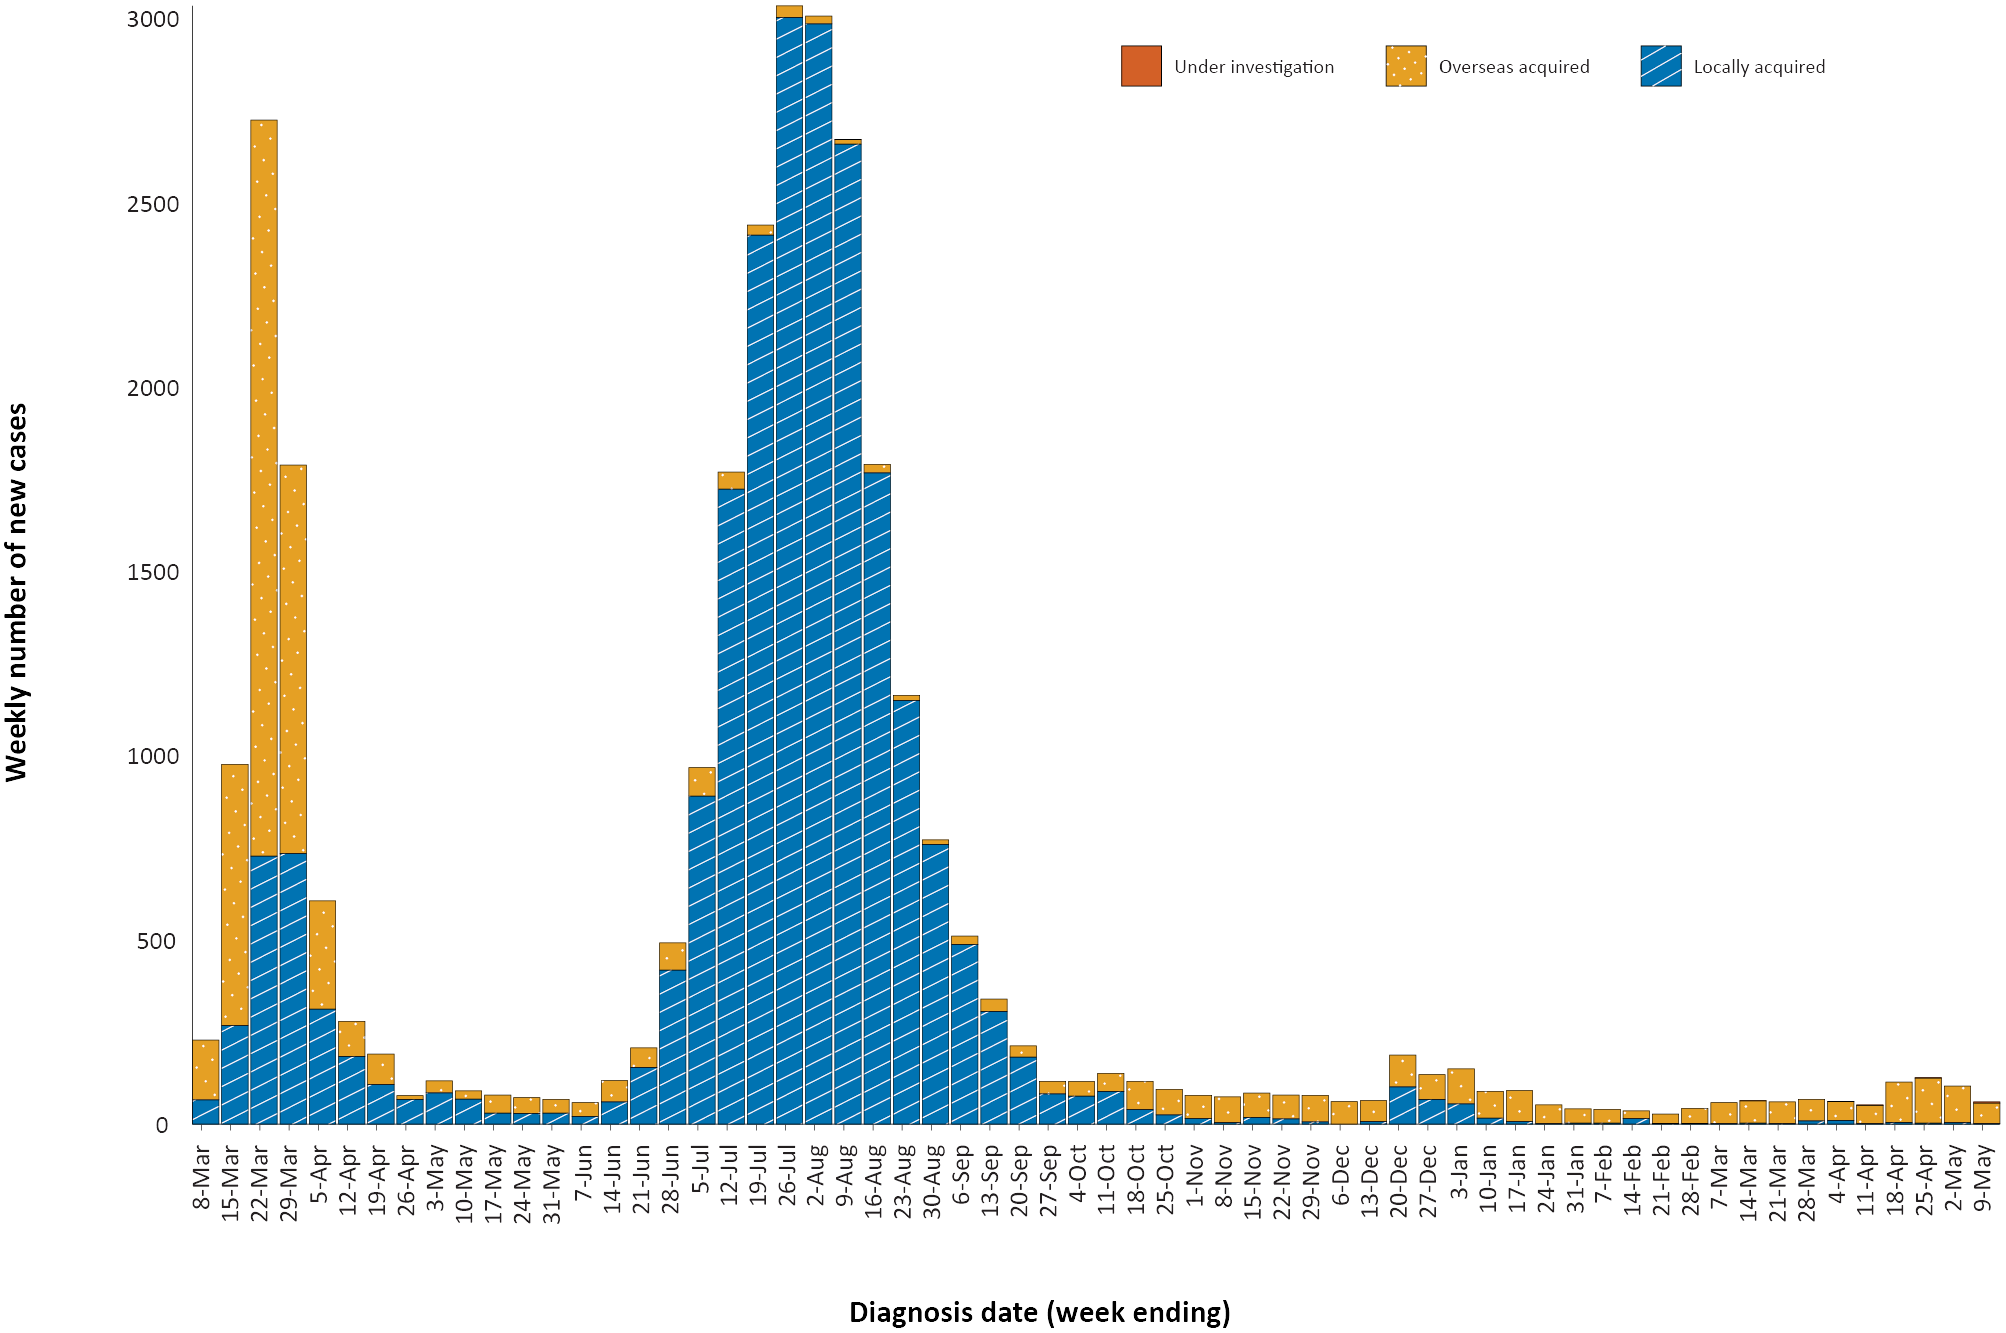 3000
2500
2000
1500
1000
500
0
Weekly number of new cases
Under investigation
Overseas acquired
Locally acquired
8-Mar
15-Mar
22-Mar
29-Mar
5-Apr
12-Apr
19-Apr
26-Apr
3-May
10-May
17-May
24-May
31-May
7-Jun
14-Jun
21-Jun
28-Jun
5-Jul
12-Jul
19-Jul
26-Jul
2-Aug
9-Aug
16-Aug
23-Aug
30-Aug
6-Sep
13-Sep
20-Sep
27-Sep
4-Oct
11-Oct
18-Oct
25-Oct
1-Nov
8-Nov
15-Nov
22-Nov
29-Nov
6-Dec
13-Dec
20-Dec
27-Dec
3-Jan
10-Jan
17-Jan
24-Jan
31-Jan
7-Feb
14-Feb
21-Feb
28-Feb
7-Mar
14-Mar
21-Mar
28-Mar
4-Apr
11-Apr
18-Apr
25-Apr
2-May
9-May
Diagnosis date (week ending)